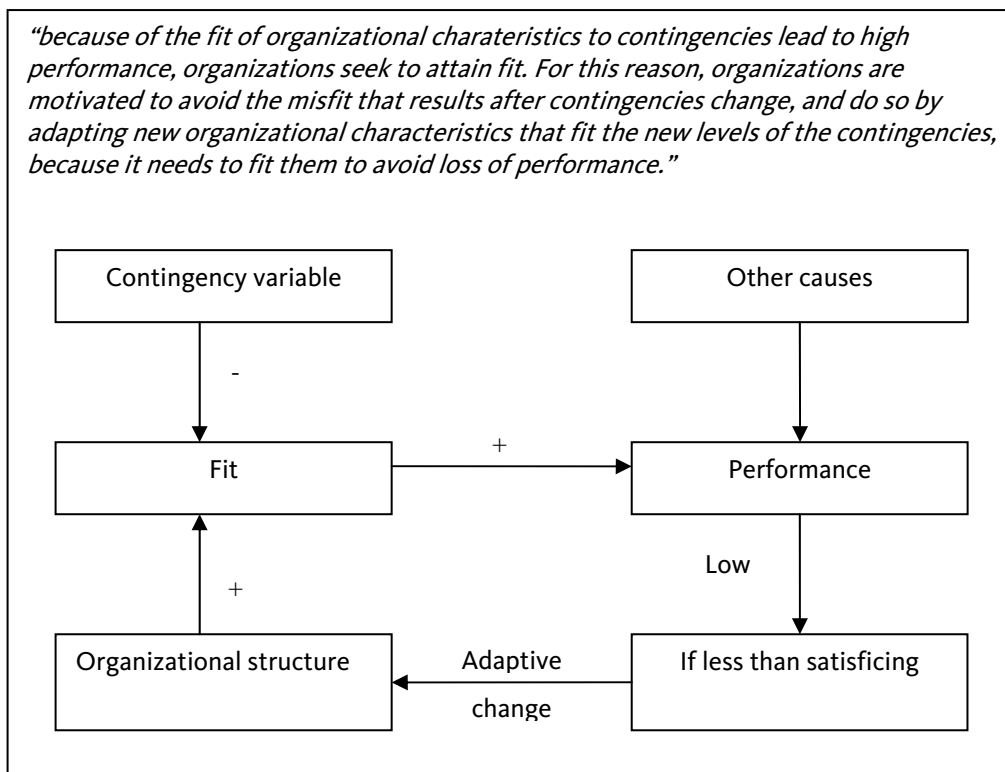 “because of the fit of organizational charateristics to contingencies lead to high
performance, organizations seek to attain fit. For this reason, organizations are
motivated to avoid the misfit that results after contingencies change, and do so by
adapting new organizational characteristics that fit the new levels of the contingencies,
because it needs to fit them to avoid loss of performance.”
Contingency variable
Other causes
-
+
Fit
Performance
Low
+
Organizational structure
Adaptive
change
If less than satisficing